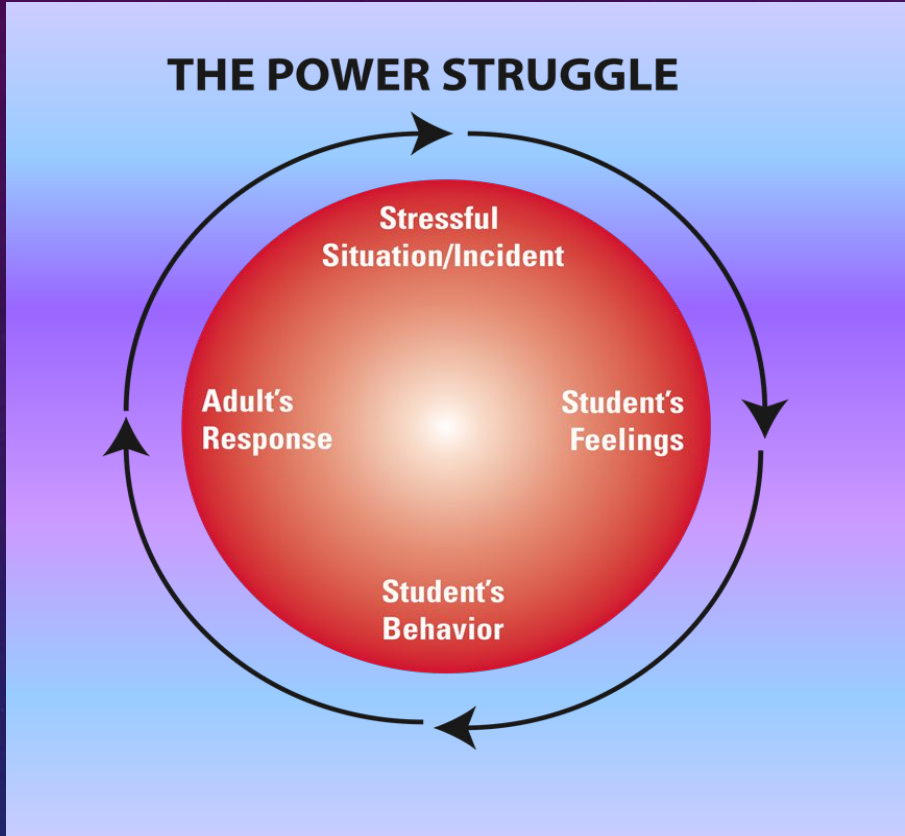 THE POWER STRUGGLE
Stressful
Situation/Incident
Student's
Feelings
Student's
Behavior
Adult's
Response